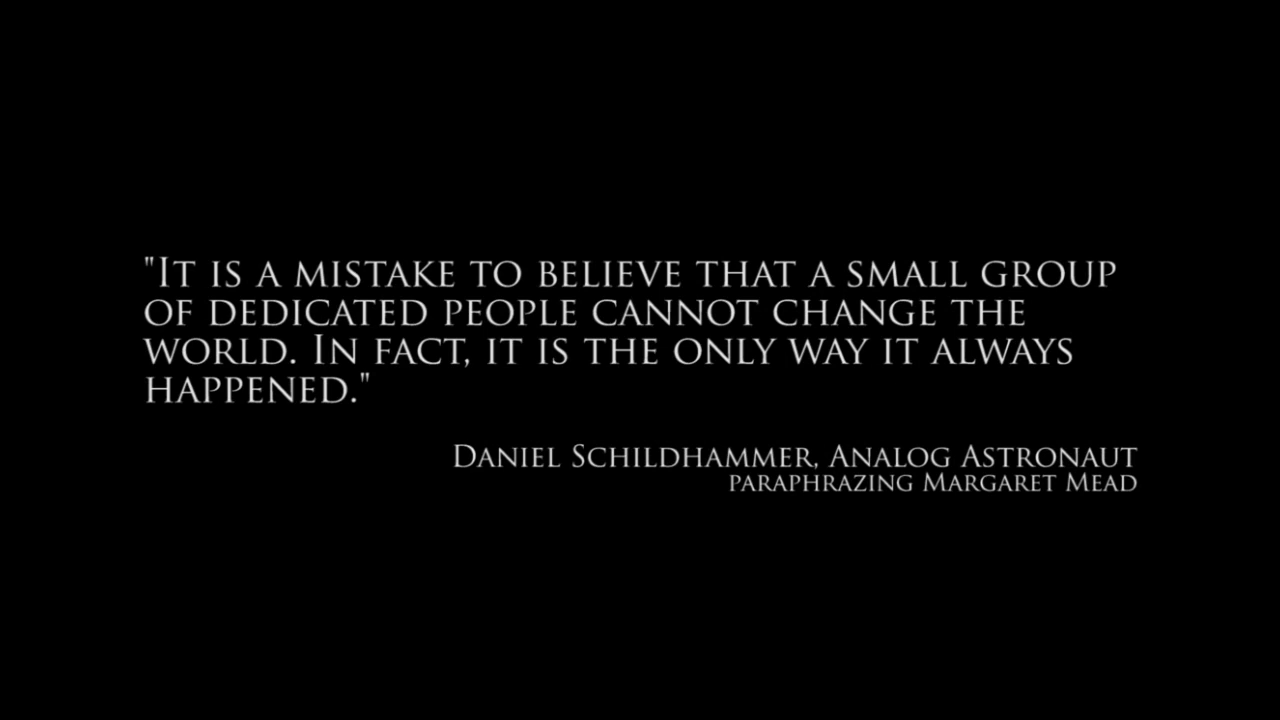 "It is a mistake to believe that a small group
of dedicated people cannot change the
world. In fact, it is the only way it always
happened."
Daniel Schildhammer, Analog Astronaut
paraphrazing Margaret Mead